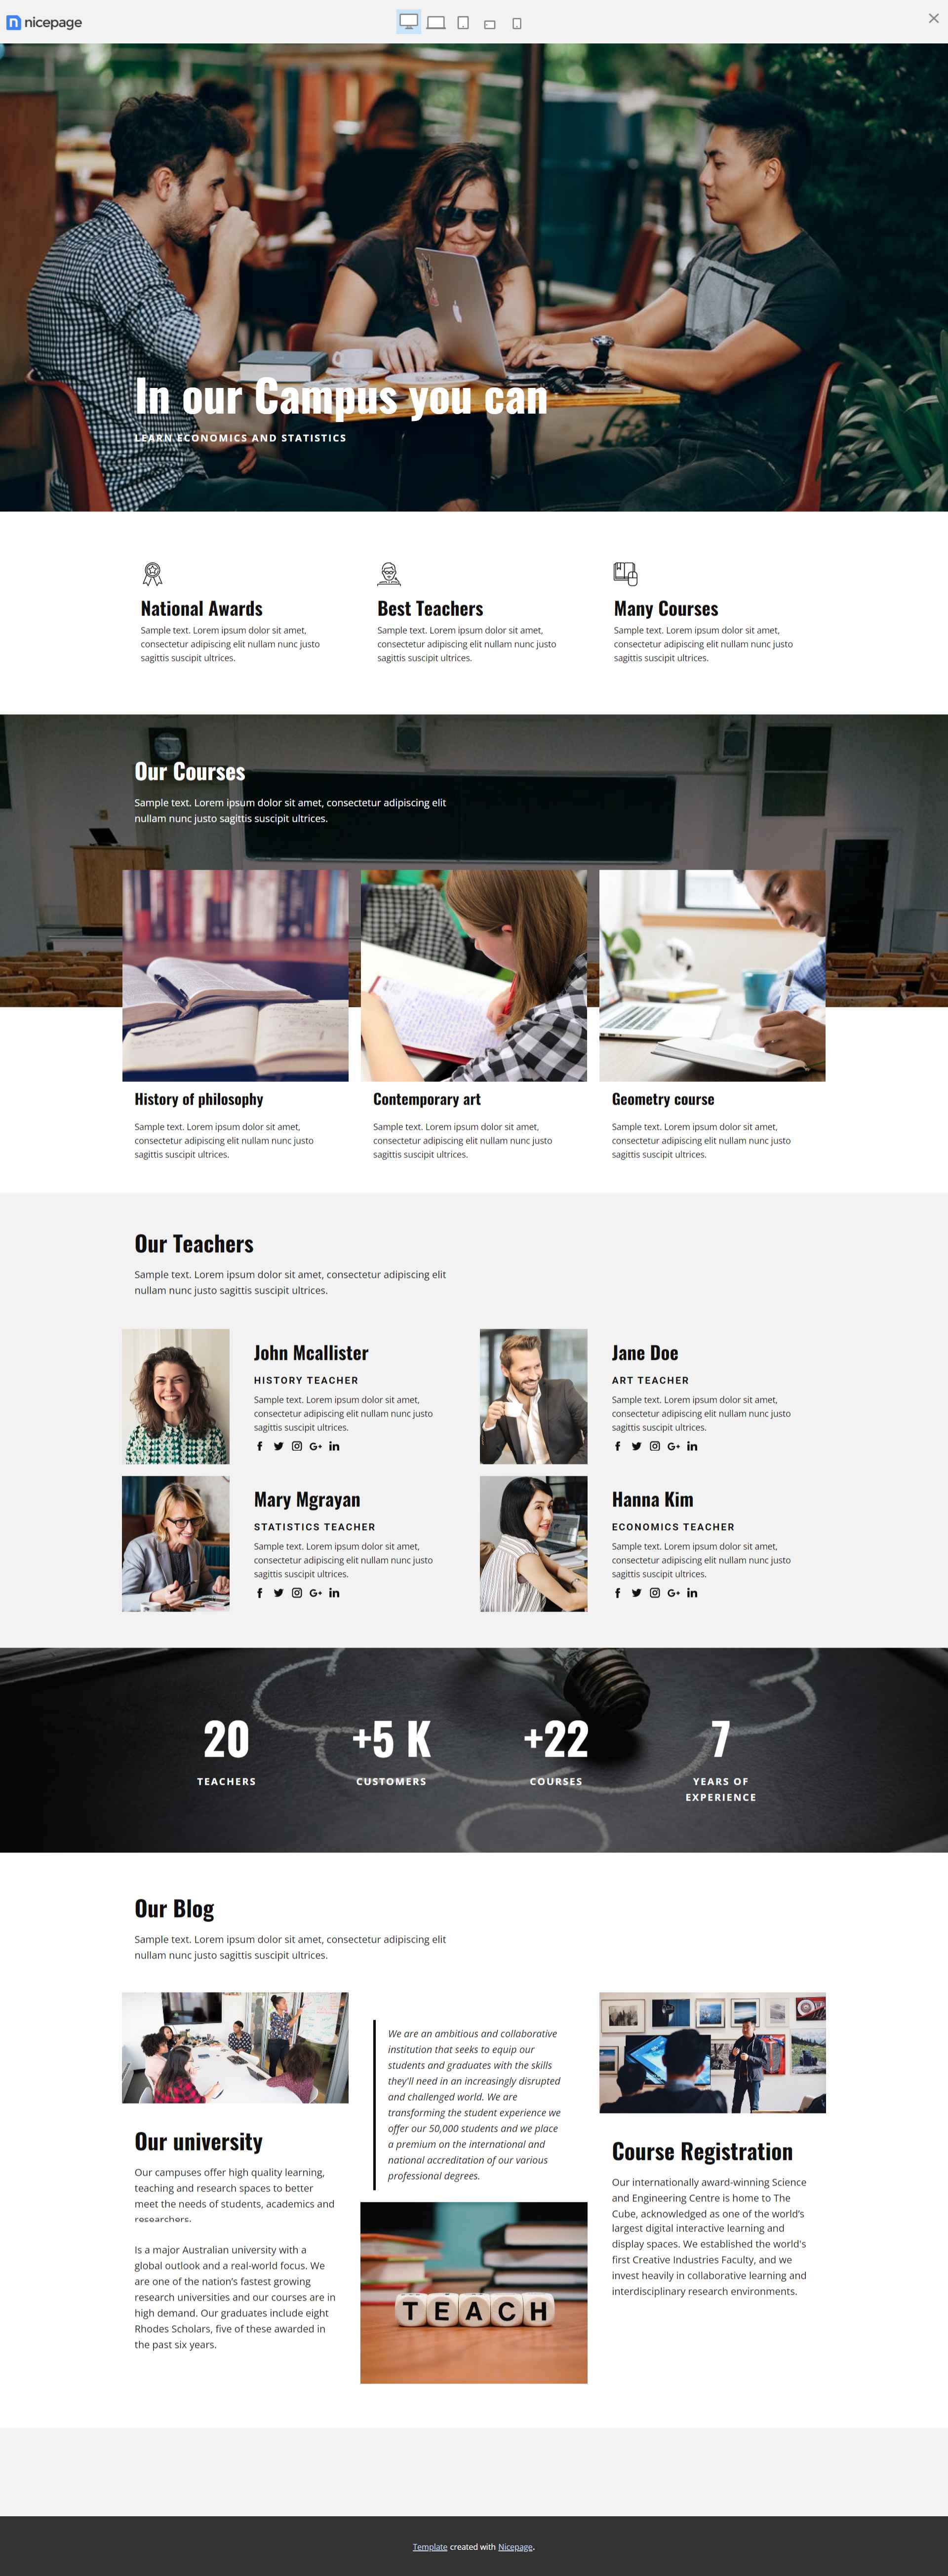 nicepage
In our Campus you can
LEARN ECONOMICS AND STATISTICS
National Awards
Sample text. Lorem ipsum dolor sit amet,
consectetur adipiscing elit nullam nunc justo
sagittis suscipit ultrices.
Best Teachers
Sample text. Lorem ipsum dolor sit amet,
consectetur adipiscing elit nullam nunc justo
sagittis suscipit ultrices.
Many Courses
Sample text. Lorem ipsum dolor sit amet,
consectetur adipiscing elit nullam nunc justo
sagittis suscipit ultrices.
Our Courses
Sample text. Lorem ipsum dolor sit amet, consectetur adipiscing elit
nullam nunc justo sagittis suscipit ultrices.
History of philosophy
Sample text. Lorem ipsum dolor sit amet,
consectetur adipiscing elit nullam nunc justo
sagittis suscipit ultrices.
Contemporary art
Sample text. Lorem ipsum dolor sit amet,
consectetur adipiscing elit nullam nunc justo
sagittis suscipit ultrices.
Geometry course
Sample text. Lorem ipsum dolor sit amet,
consectetur adipiscing elit nullam nunc justo
sagittis suscipit ultrices.
Our Teachers
Sample text. Lorem ipsum dolor sit amet, consectetur adipiscing elit
nullam nunc justo sagittis suscipit ultrices.
John Mcallister
HISTORY TEACHER
Sample text. Lorem ipsum dolor sit amet,
consectetur adipiscing elit nullam nunc justo
sagittis suscipit ultrices.
Jane Doe
ART TEACHER
Sample text. Lorem ipsum dolor sit amet,
consectetur adipiscing elit nullam nunc justo
sagittis suscipit ultrices.
Mary Mgrayan
STATISTICS TEACHER
Sample text. Lorem ipsum dolor sit amet,
consectetur adipiscing elit nullam nunc justo
sagittis suscipit ultrices.
Hanna Kim
ECONOMICS TEACHER
Sample text. Lorem ipsum dolor sit amet,
consectetur adipiscing elit nullam nunc justo
sagittis suscipit ultrices.
20
TEACHERS
+5 K
CUSTOMERS
+22
COURSES
7
YEARS OF
EXPERIENCE
Our Blog
Sample text. Lorem ipsum dolor sit amet, consectetur adipiscing elit
nullam nunc justo sagittis suscipit ultrices.
Our university
Our campuses offer high quality learning,
teaching and research spaces to better
meet the needs of students, academics and
researchers.
Is a major Australian university with a
global outlook and a real-world focus. We
are one of the nation's fastest growing
research universities and our courses are in
high demand. Our graduates include eight
Rhodes Scholars, five of these awarded in
the past six years.
We are an ambitious and collaborative
institution that seeks to equip our
students and graduates with the skills
they'll need in an increasingly disrupted
and challenged world. We are
transforming the student experience we
offer our 50,000 students and we place
a premium on the international and
national accreditation of our various
professional degrees.
TEACH
Course Registration
Our internationally award-winning Science
and Engineering Centre is home to The
Cube, acknowledged as one of the world's
largest digital interactive learning and
display spaces. We established the world's
first Creative Industries Faculty, and we
invest heavily in collaborative learning and
interdisciplinary research environments.
Template created with Nicepage.